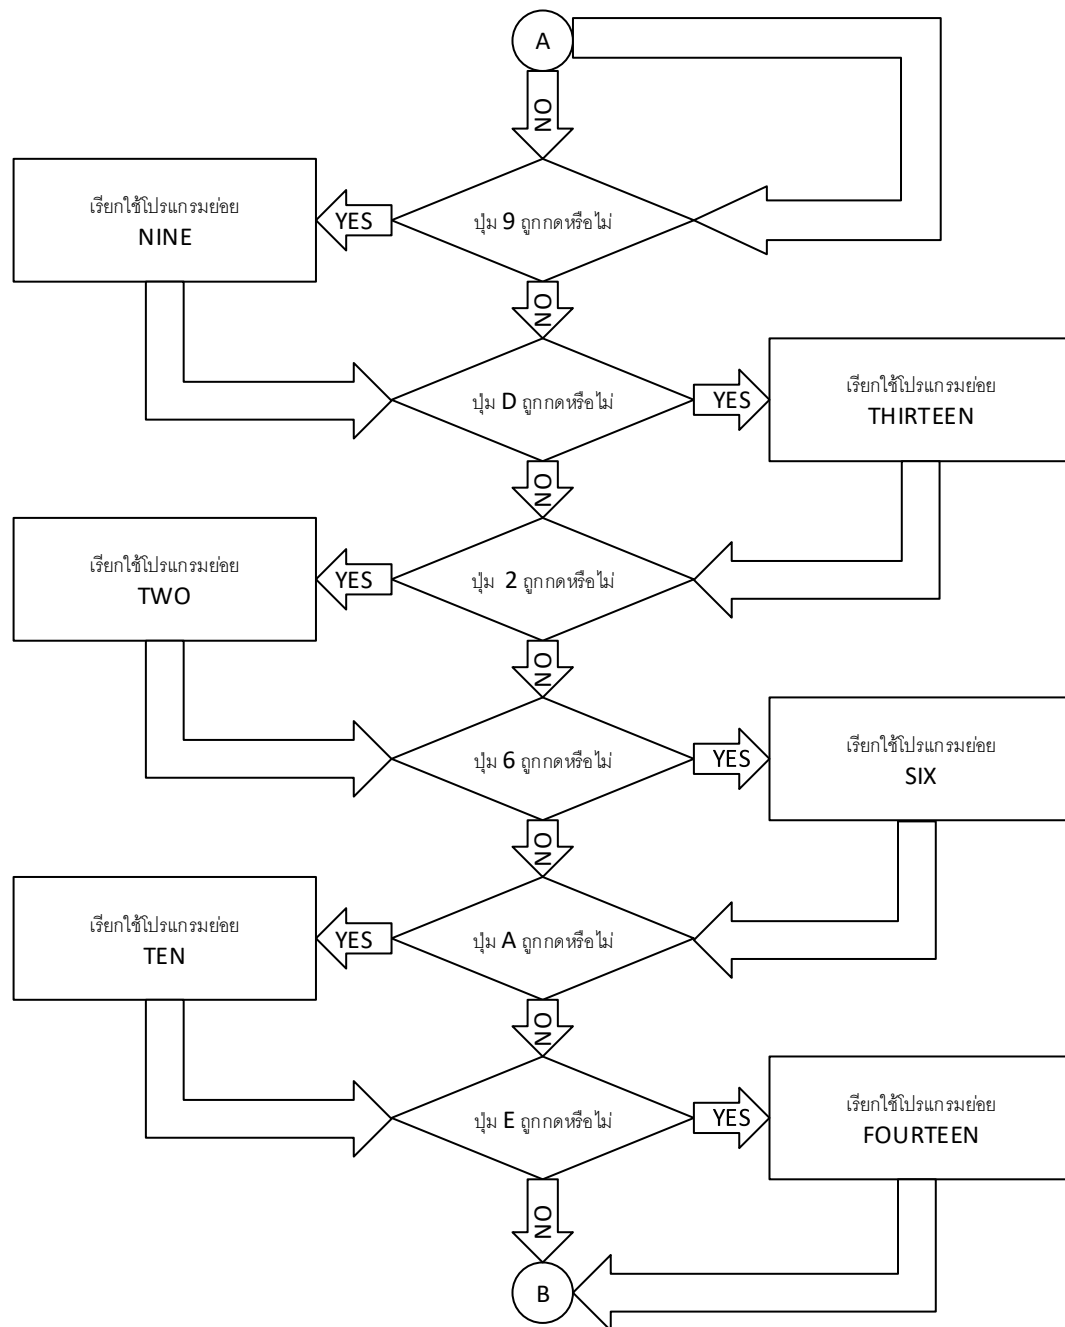 A
NO
เรียกใช้โปรแกรมย่อย
NINE
YES
ปุ่ม 9 ถูกกดหรือไม่
NO
ปุ่ม D ถูกกดหรือไม่
YES
เรียกใช้โปรแกรมย่อย
THIRTEEN
NO
เรียกใช้โปรแกรมย่อย
TWO
YES
ปุ่ม 2 ถูกกดหรือไม่
NO
ปุ่ม 6 ถูกกดหรือไม่
YES
เรียกใช้โปรแกรมย่อย
SIX
NO
เรียกใช้โปรแกรมย่อย
TEN
YES
ปุ่ม A ถูกกดหรือไม่
NO
ปุ่ม E ถูกกดหรือไม่
YES
เรียกใช้โปรแกรมย่อย
FOURTEEN
NO
B